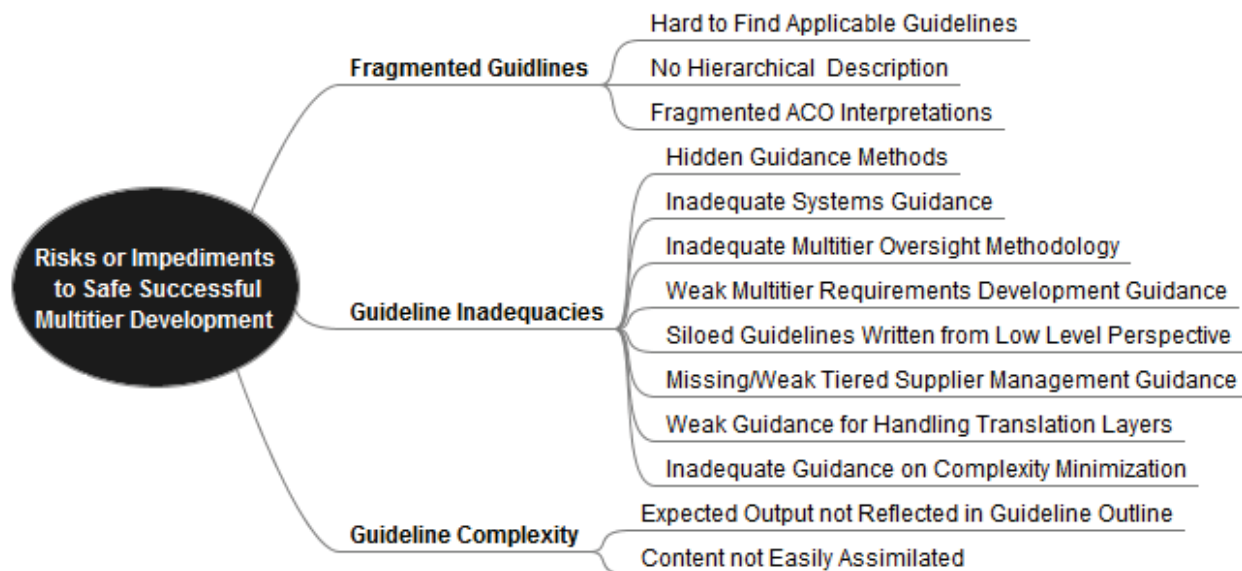 Hard to Find Applicable Guidelines
Fragmented Guidlines
No Hierarchical Description
Fragmented ACO Interpretations
Hidden Guidance Methods
Inadequate Systems Guidance
Inadequate Multitier Oversight Methodology
Risks or Impediments
to Safe Successful
Multitier Development
Guideline Inadequacies
Weak Multitier Requirements Development Guidance
Siloed Guidelines Written from Low Level Perspective
Missing/Weak Tiered Supplier Management Guidance
Weak Guidance for Handling Translation Layers
Inadequate Guidance on Complexity Minimization
Guideline Complexity
Expected Output not Reflected in Guideline Outline
Content not Easily Assimilated